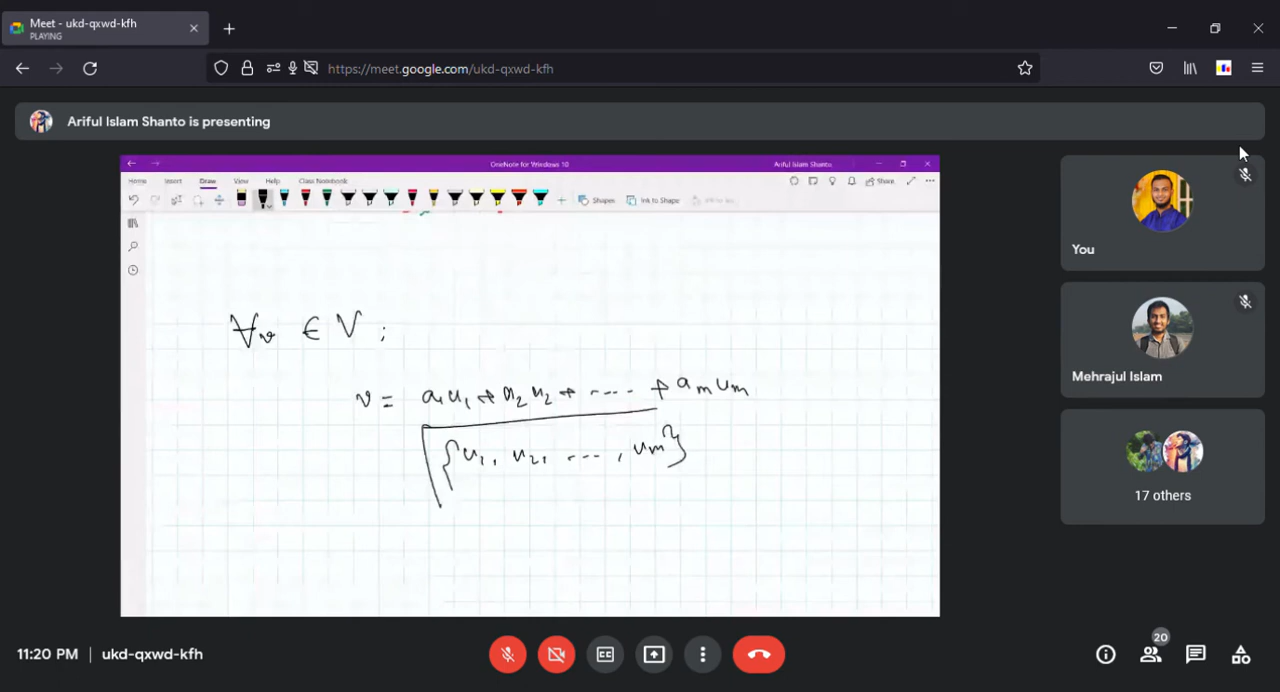 Meet - ukd-qxwd-kfh
PLAYING
https://meet.google.com/ukd-qxwd-kfh
Ariful Islam Shanto is presenting
OneNote for Windows 10
Ariful Islam Shanto
Home Insert Draw View Help Class Notebook
Share
Shapes Ink to Shape
∀v ∈ V ;
v = a₁u₁ + a₂u₂ + ..... + aₘuₘ
{u₁, u₂, ..... , uₘ}
You
Mehrajul Islam
17 others
11:20 PM | ukd-qxwd-kfh
20